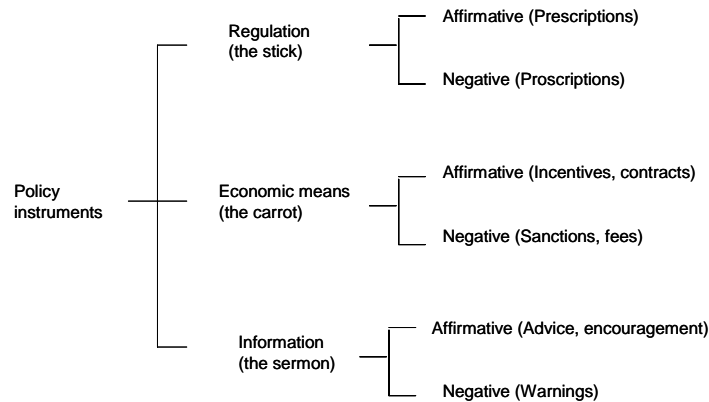 Regulation
(the stick)
Affirmative (Prescriptions)
Negative (Proscriptions)
Policy
instruments
Economic means
(the carrot)
Affirmative (Incentives, contracts)
Negative (Sanctions, fees)
Information
(the sermon)
Affirmative (Advice, encouragement)
Negative (Warnings)